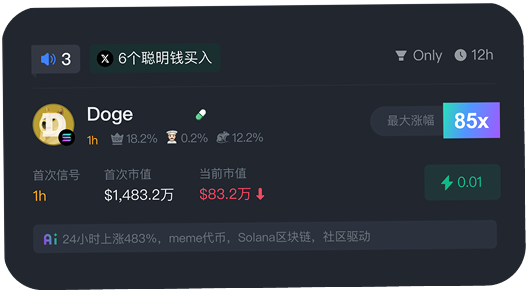 3 6个聪明钱买入 Only 12h
Doge
1h 18.2% 0.2% 12.2%
最大涨幅 85x
首次信号 首次市值 当前市值
1h $1,483.2万 $83.2万
0.01
Ai 24小时上涨483%，meme代币，Solana区块链，社区驱动